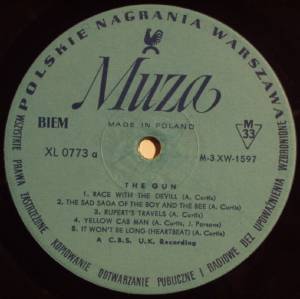 POLSKIE NAGRANIA WARSZAWA
Muza
MADE IN POLAND
BIEM
M
33
XL 0773 a
M-3 XW-1597
THE GUN
1. RACE WITH THE DEVILL (A. Curtis)
2. THE SAD SAGA OF THE BOY AND THE BEE (A. Curtis)
3. RUPERT'S TRAVELS (A. Curtis)
4. YELLOW CAB MAN (A. Curtis, J. Parsons)
5. IT WON'T BE LONG (HEARTBEAT) (A. Curtis)
A C.B.S. U.K. Recording
WSZYSTKIE PRAWA ZASTRZEŻONE. KOPIOWANIE ODTWARZANIE PUBLICZNE I RADIOWE BEZ UPOWAŻNIENIA WZBRONIONE